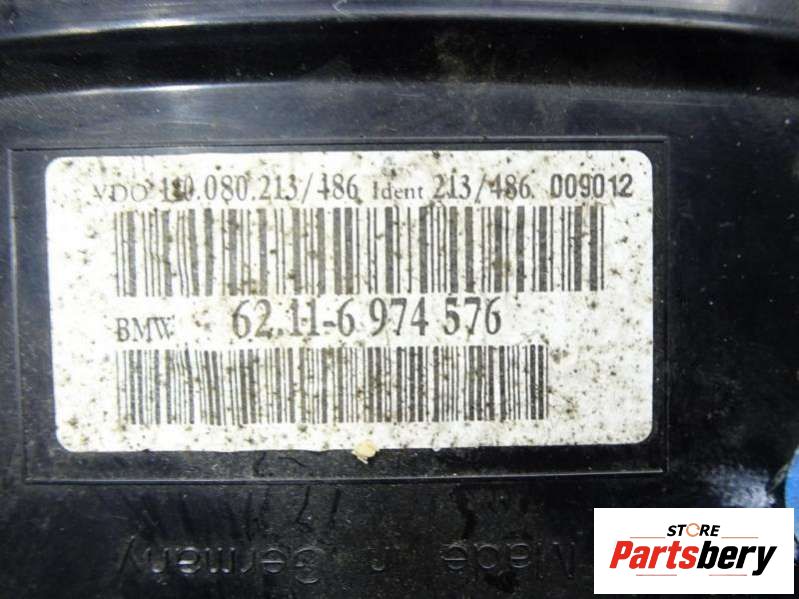 VDO 110.080.213/486 Ident 213/486 009012
BMW 62.11-6 974 576
Made in Germany
STORE
Partsbery